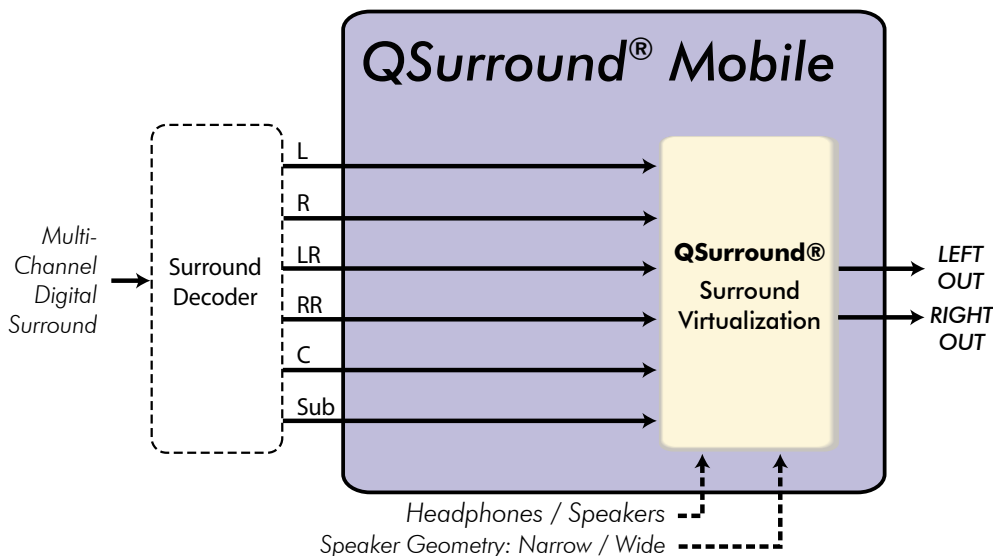 QSurround® Mobile
Multi-
Channel
Digital
Surround
Surround
Decoder
L
R
LR
RR
C
Sub
QSurround®
Surround
Virtualization
LEFT
OUT
RIGHT
OUT
Headphones / Speakers
Speaker Geometry: Narrow / Wide